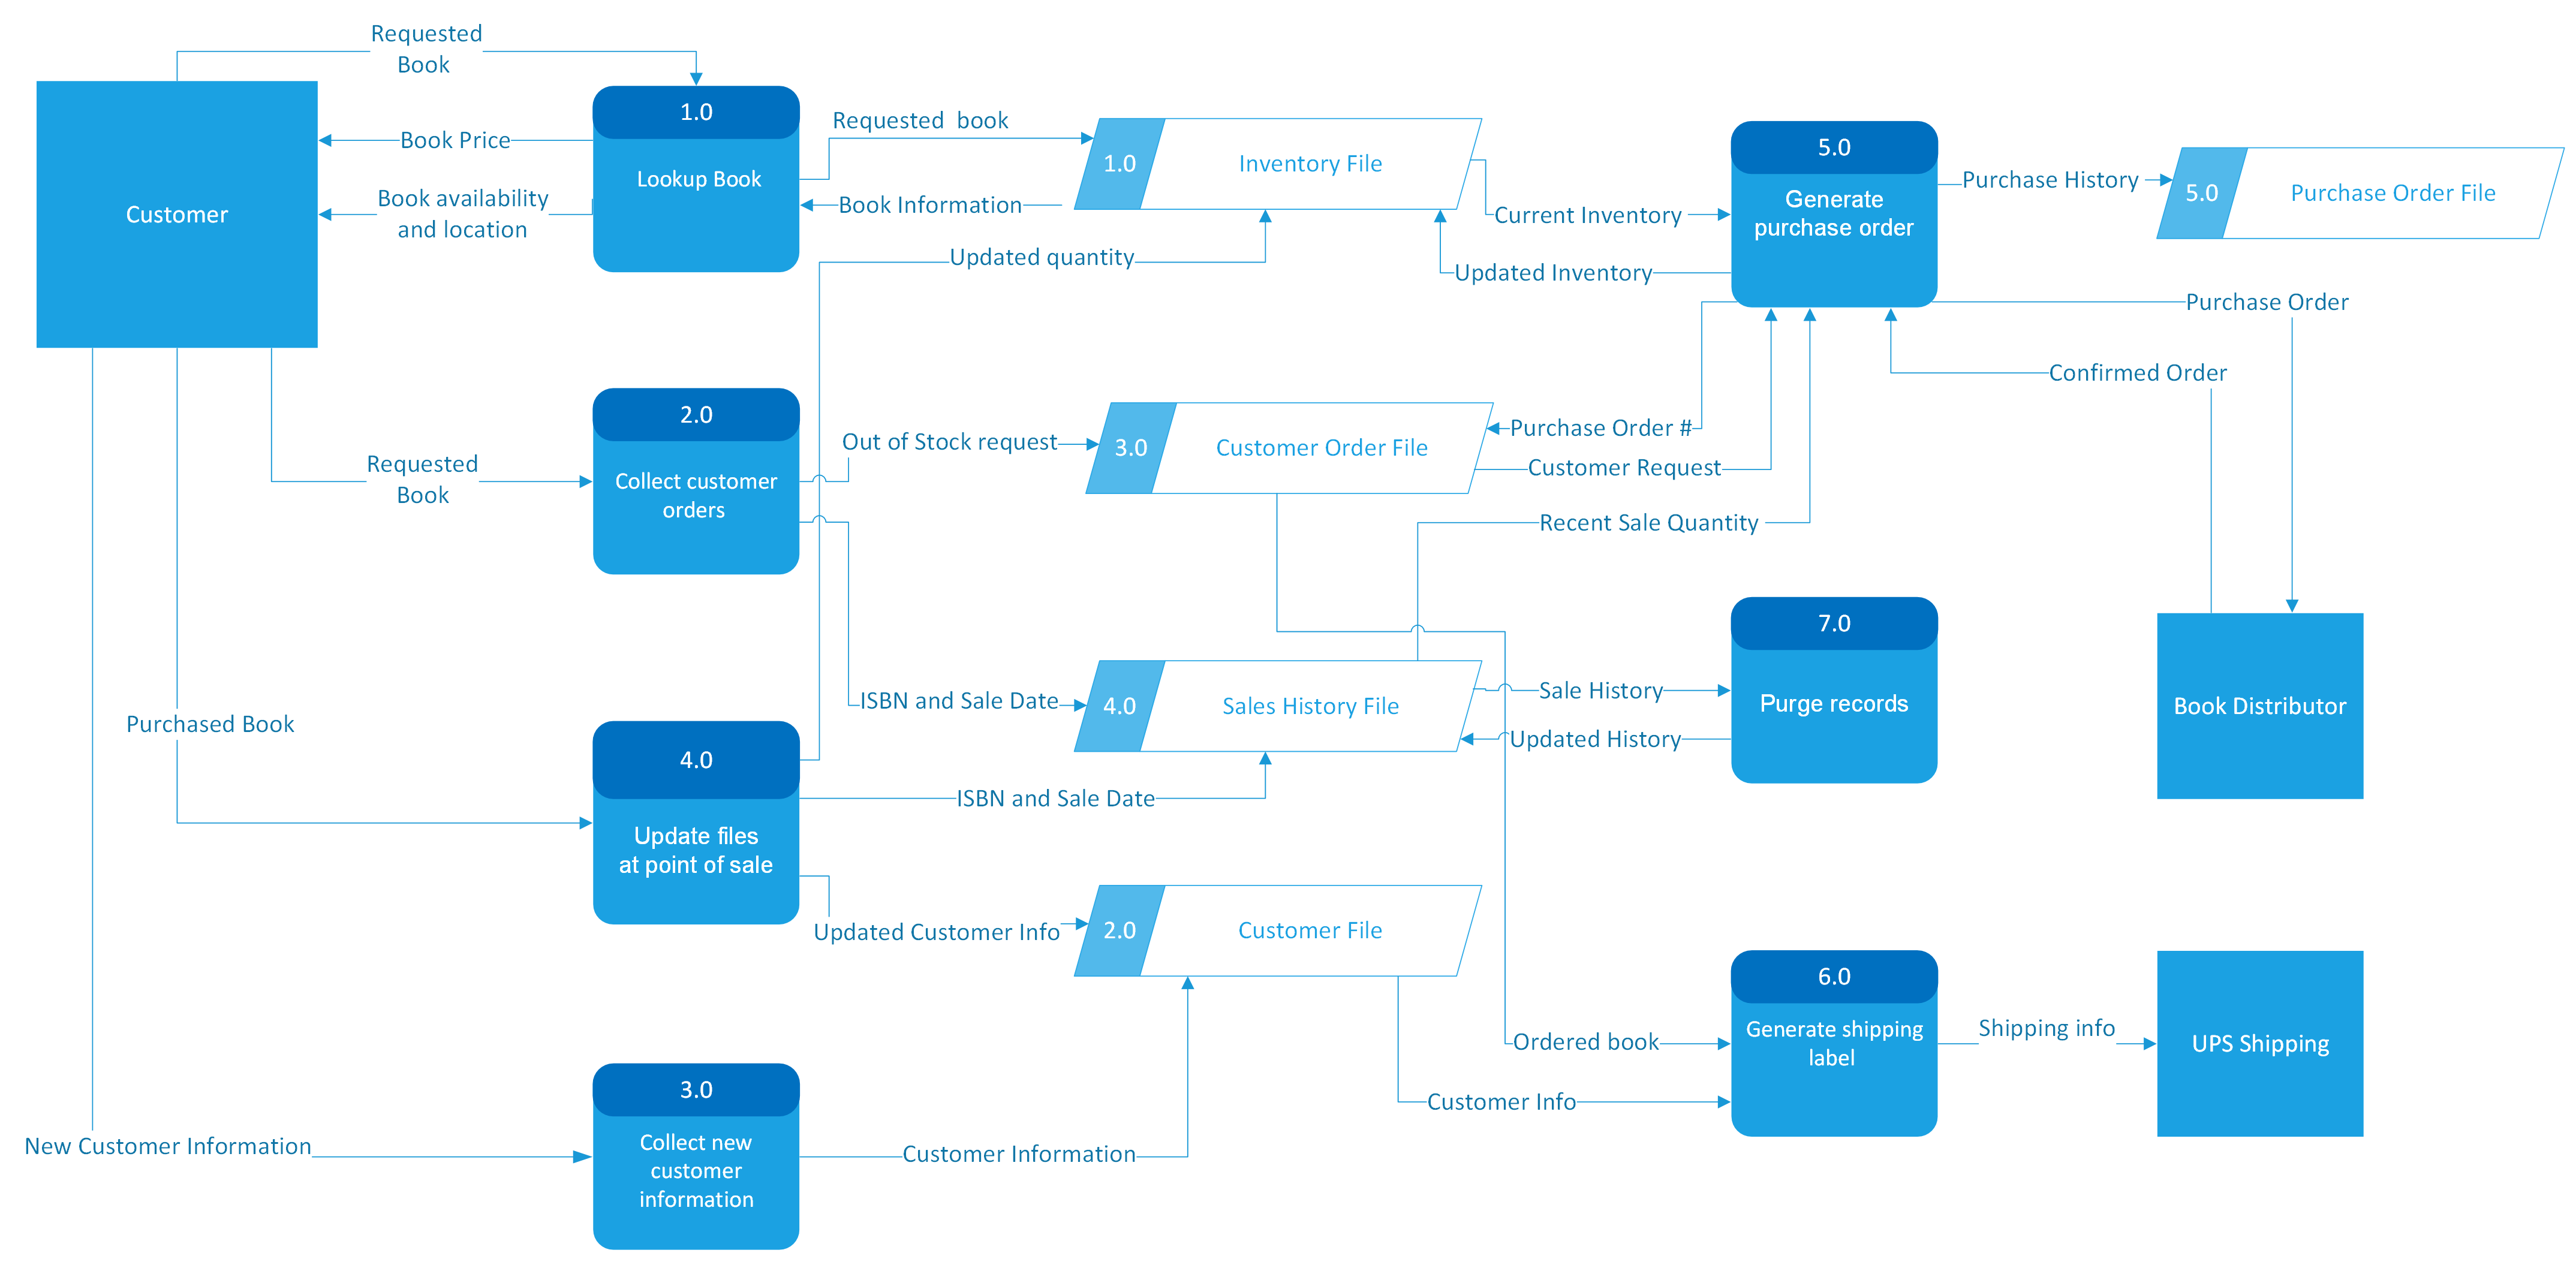 Requested
Book
Customer
Book Price
Book availability
and location
1.0
Lookup Book
Requested  book
Book Information
Updated quantity
1.0
Inventory File
Current Inventory
Updated Inventory
5.0
Generate
purchase order
Purchase History
5.0
Purchase Order File
Purchase Order
Confirmed Order
Requested
Book
2.0
Collect customer
orders
Out of Stock request
3.0
Customer Order File
Purchase Order #
Customer Request
Recent Sale Quantity
ISBN and Sale Date
4.0
Sales History File
Sale History
Updated History
7.0
Purge records
Book Distributor
Purchased Book
4.0
Update files
at point of sale
ISBN and Sale Date
Updated Customer Info
2.0
Customer File
Ordered book
Customer Info
6.0
Generate shipping
label
Shipping info
UPS Shipping
New Customer Information
3.0
Collect new
customer
information
Customer Information